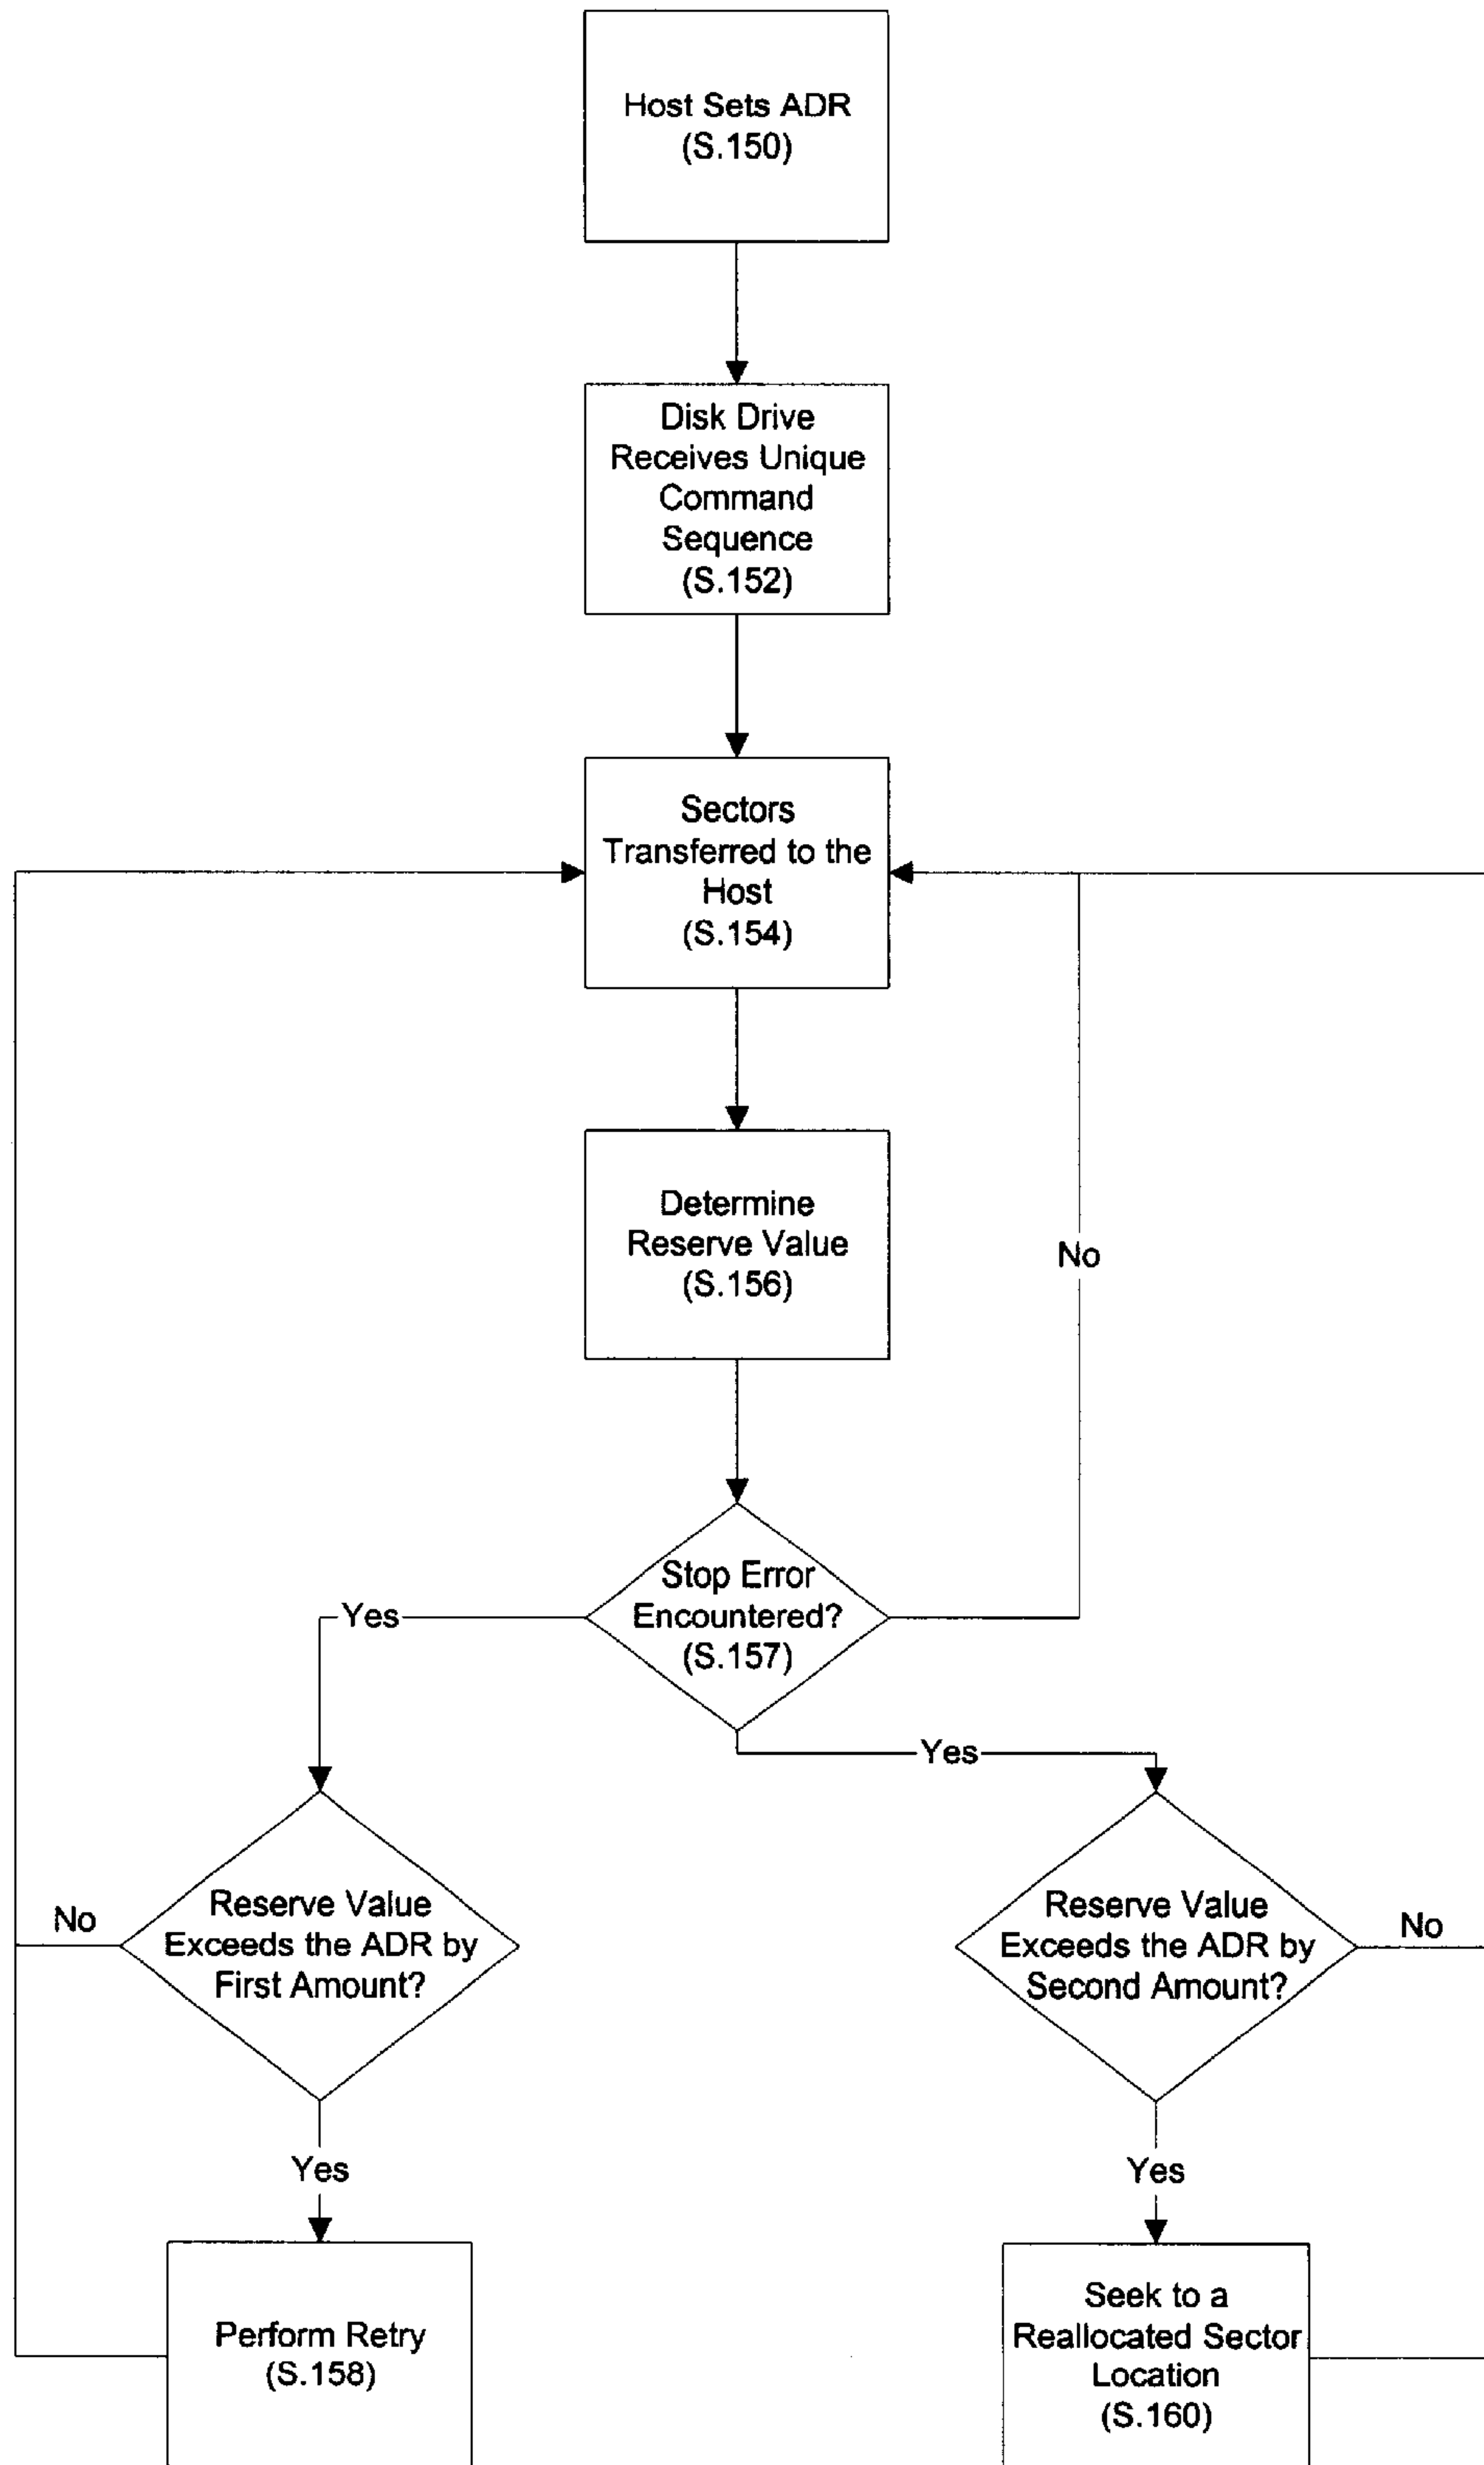 Host Sets ADR
(S.150)
Disk Drive
Receives Unique
Command
Sequence
(S.152)
Sectors
Transferred to the
Host
(S.154)
Determine
Reserve Value
(S.156)
No
Stop Error
Encountered?
(S.157)
Yes
Yes
Reserve Value
Exceeds the ADR by
First Amount?
No
Reserve Value
Exceeds the ADR by
Second Amount?
No
Yes
Yes
Perform Retry
(S.158)
Seek to a
Reallocated Sector
Location
(S.160)